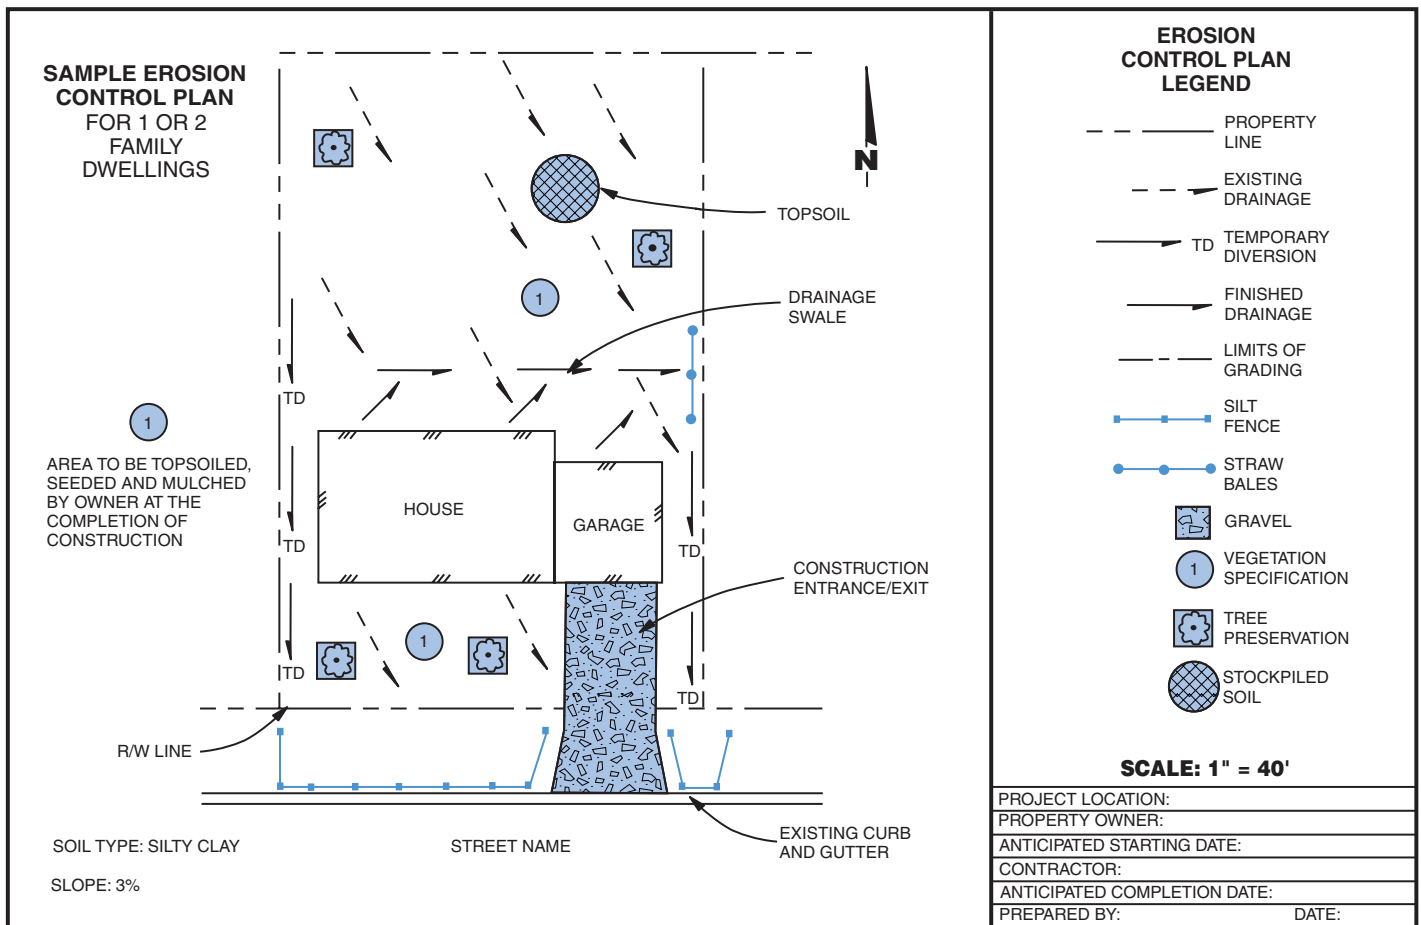 SAMPLE EROSION
CONTROL PLAN
FOR 1 OR 2
FAMILY
DWELLINGS
N
TOPSOIL
1
DRAINAGE
SWALE
TD
1
AREA TO BE TOPSOILED,
SEEDED AND MULCHED
BY OWNER AT THE
COMPLETION OF
CONSTRUCTION
HOUSE
GARAGE
TD
TD
CONSTRUCTION
ENTRANCE/EXIT
1
TD
TD
R/W LINE
EXISTING CURB
AND GUTTER
SOIL TYPE: SILTY CLAY
STREET NAME
SLOPE: 3%
EROSION
CONTROL PLAN
LEGEND
PROPERTY
LINE
EXISTING
DRAINAGE
TD TEMPORARY
DIVERSION
FINISHED
DRAINAGE
LIMITS OF
GRADING
SILT
FENCE
STRAW
BALES
GRAVEL
1 VEGETATION
SPECIFICATION
TREE
PRESERVATION
STOCKPILED
SOIL
SCALE: 1" = 40'
PROJECT LOCATION:
PROPERTY OWNER:
ANTICIPATED STARTING DATE:
CONTRACTOR:
ANTICIPATED COMPLETION DATE:
PREPARED BY: DATE: